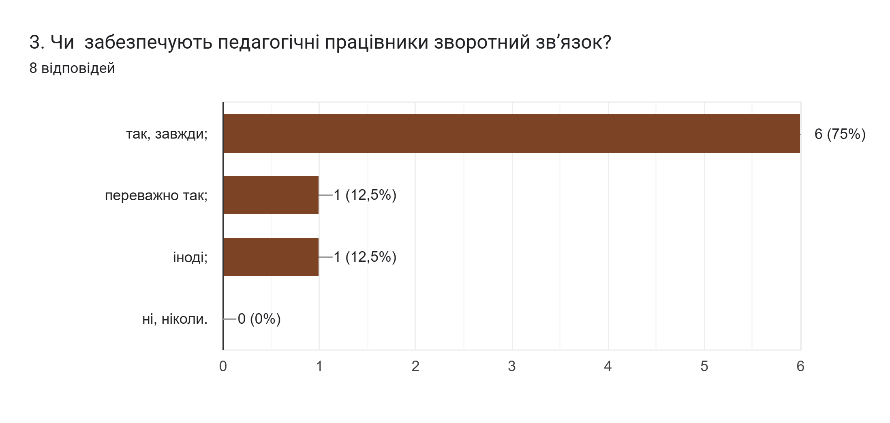 3. Чи  забезпечують педагогічні працівники зворотний зв’язок?
8 відповідей
так, завжди;
6 (75%)
переважно так;
1 (12,5%)
іноді;
1 (12,5%)
ні, ніколи.
0 (0%)
0 1 2 3 4 5 6